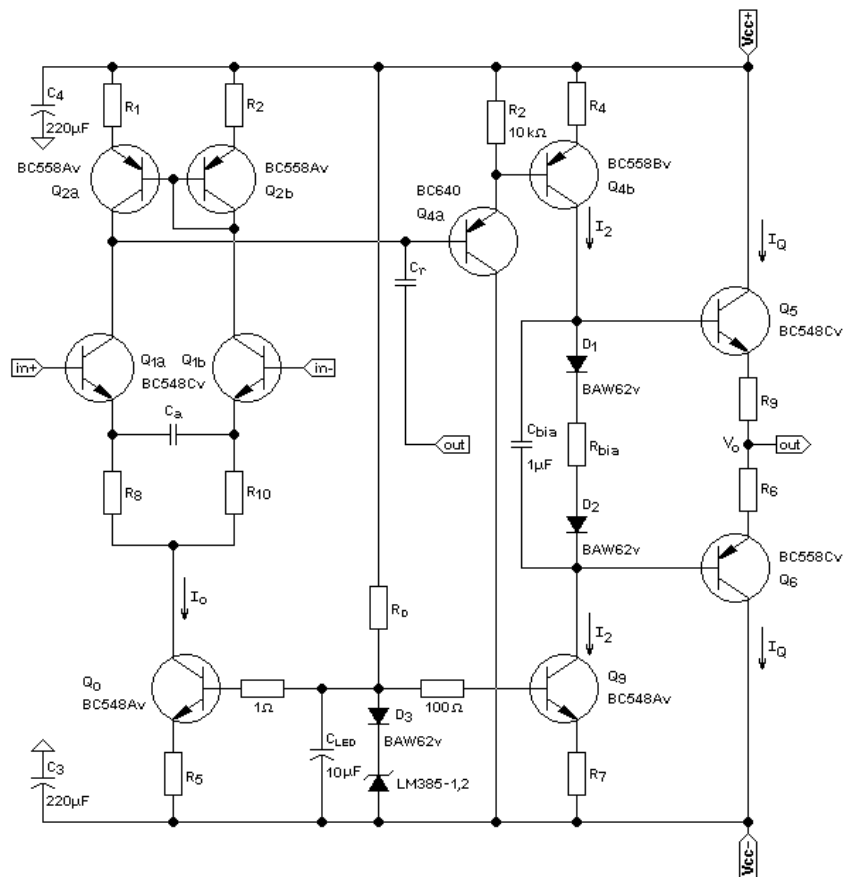 Vcc+
C4
220µF
R1
R2
R2
10kΩ
R4
BC558Av
Q2a
BC558Av
Q2b
BC640
Q4a
BC558Bv
Q4b
I2
IQ
Cr
Q5
BC548Cv
in+
Q1a
Q1b
BC548Cv
in-
D1
BAW62v
Ca
Cbia
1µF
Rbia
R9
out
Vo
out
R8
R10
R6
D2
BAW62v
BC558Cv
Q6
Io
RD
I2
IQ
Qo
BC548Av
1Ω
100Ω
Q9
BC548Av
D3
BAW62v
CLED
10µF
LM385-1,2
C3
220µF
R5
R7
Vcc-